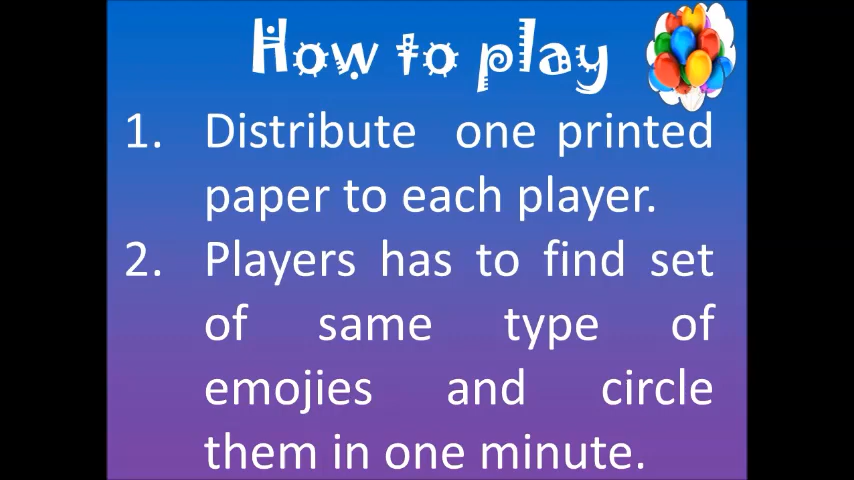 How to play
1. Distribute one printed
paper to each player.
2. Players has to find set
of same type of
emojies and circle
them in one minute.